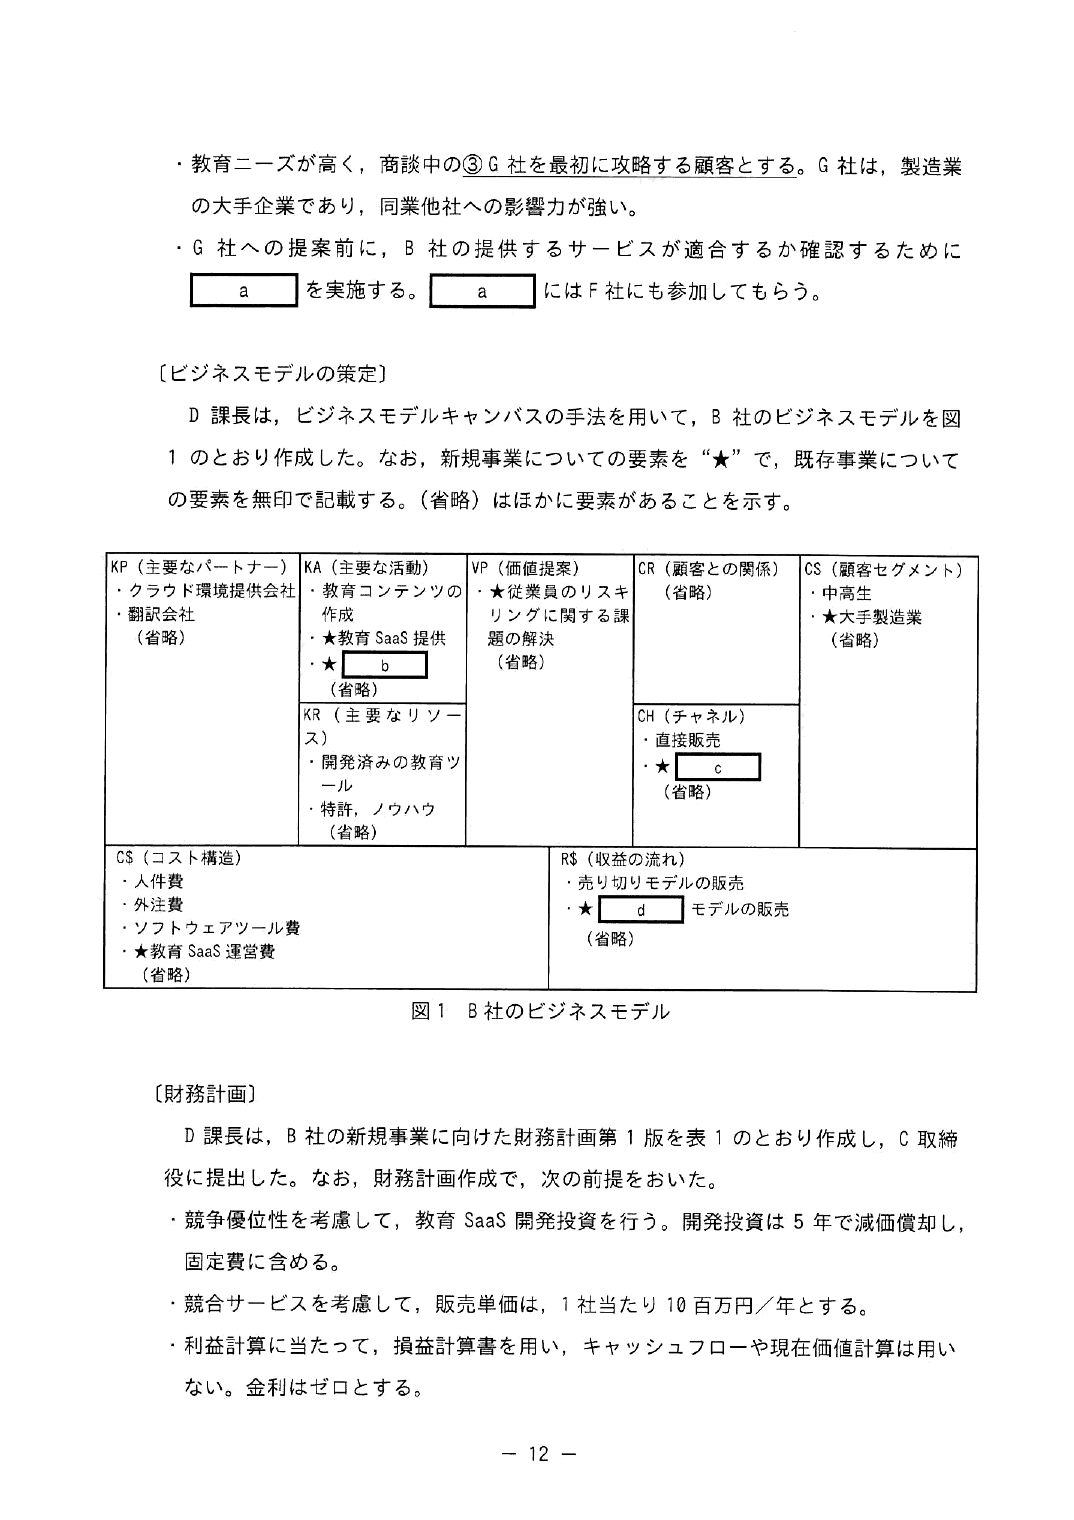 ・教育ニーズが高く，商談中の③G 社を最初に攻略する顧客とする。G 社は，製造業
の大手企業であり，同業他社への影響力が強い。
・G 社への提案前に，B 社の提供するサービスが適合するか確認するために
a を実施する。 a にはF社にも参加してもらう。
〔ビジネスモデルの策定〕
D 課長は，ビジネスモデルキャンバスの手法を用いて，B 社のビジネスモデルを図
1 のとおり作成した。なお，新規事業についての要素を“★”で，既存事業について
の要素を無印で記載する。（省略）はほかに要素があることを示す。
KP（主要なパートナー）
・クラウド環境提供会社
・翻訳会社
（省略）
KA（主要な活動）
・教育コンテンツの
作成
・★教育 SaaS 提供
・★ b
（省略）
KR（主要なリソー
ス）
・開発済みの教育ツ
ール
・特許，ノウハウ
（省略）
VP（価値提案）
・★従業員のリスキ
リングに関する課
題の解決
（省略）
CR（顧客との関係）
（省略）
CH（チャネル）
・直接販売
・★ c
（省略）
CS（顧客セグメント）
・中高生
・★大手製造業
（省略）
C$（コスト構造）
・人件費
・外注費
・ソフトウェアツール費
・★教育 SaaS 運営費
（省略）
R$（収益の流れ）
・売り切りモデルの販売
・★ d モデルの販売
（省略）
図1　B 社のビジネスモデル
〔財務計画〕
D 課長は，B 社の新規事業に向けた財務計画第 1 版を表 1 のとおり作成し，C 取締
役に提出した。なお，財務計画作成で，次の前提をおいた。
・競争優位性を考慮して，教育 SaaS 開発投資を行う。開発投資は 5 年で減価償却し，
固定費に含める。
・競合サービスを考慮して，販売単価は，1 社当たり 10 百万円／年とする。
・利益計算に当たって，損益計算書を用い，キャッシュフローや現在価値計算は用い
ない。金利はゼロとする。
－ 12 －